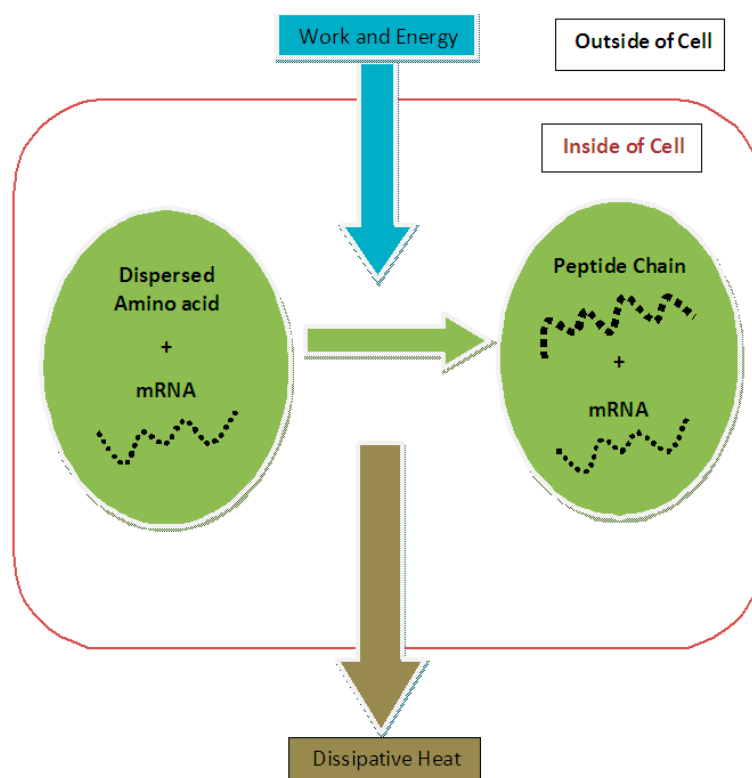 Work and Energy
Outside of Cell
Inside of Cell
Dispersed
Amino acid
+
mRNA
Peptide Chain
+
mRNA
Dissipative Heat